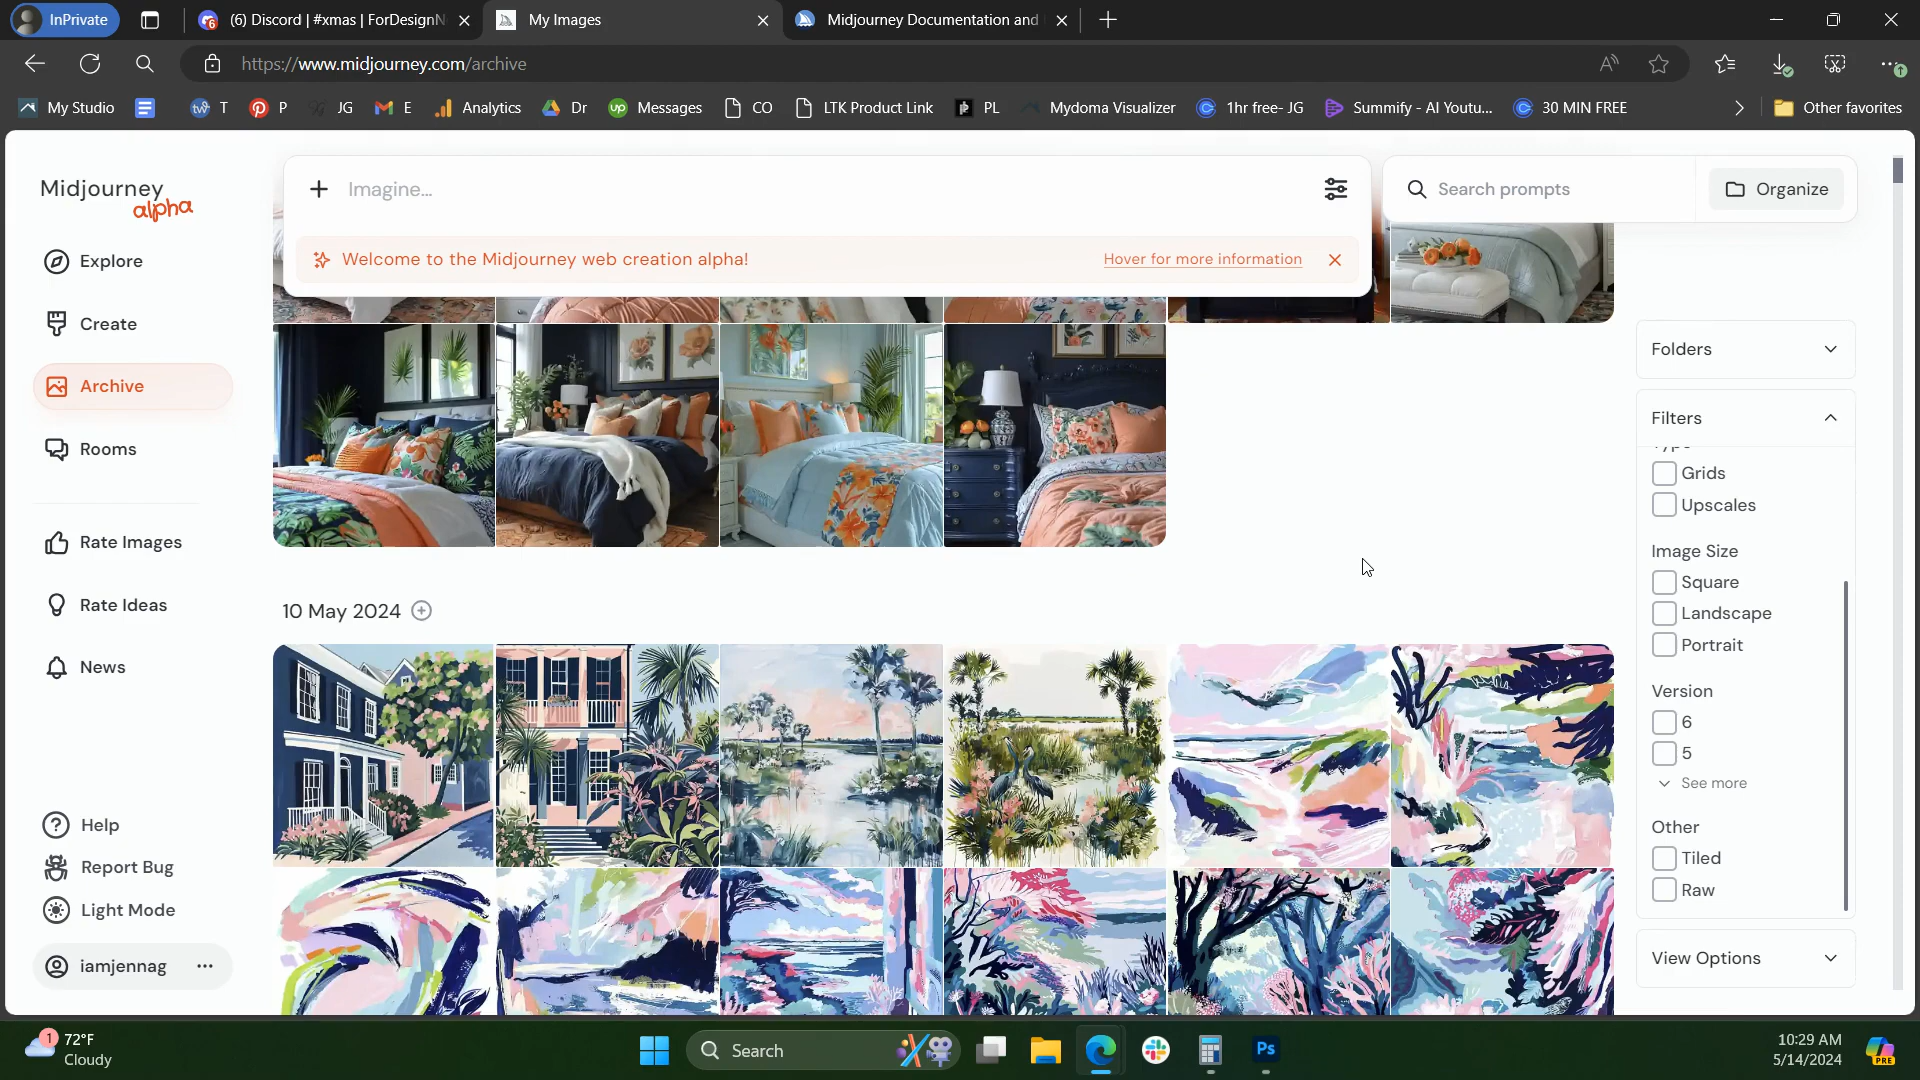 InPrivate
(6) Discord | #xmas | ForDesignN
My Images
Midjourney Documentation and
https://www.midjourney.com/archive
My Studio
T
P
JG
E
Analytics
Dr
Messages
CO
LTK Product Link
PL
Mydoma Visualizer
1hr free- JG
Summify - AI Youtu...
30 MIN FREE
Other favorites
Midjourney
alpha
Imagine...
Search prompts
Organize
Welcome to the Midjourney web creation alpha!
Hover for more information
Explore
Create
Archive
Rooms
Rate Images
Rate Ideas
News
Help
Report Bug
Light Mode
iamjennag
10 May 2024
Folders
Filters
Type
Grids
Upscales
Image Size
Square
Landscape
Portrait
Version
6
5
See more
Other
Tiled
Raw
View Options
1
72°F
Cloudy
Search
Ps
10:29 AM
5/14/2024
PRE